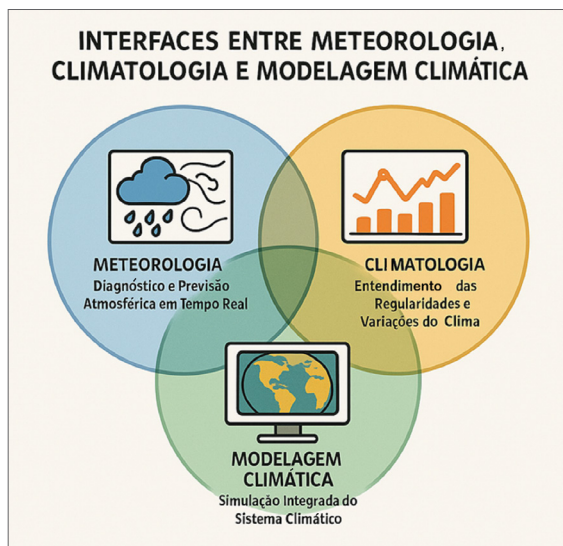 INTERFACES ENTRE METEOROLOGIA,
CLIMATOLOGIA E MODELAGEM CLIMÁTICA
METEOROLOGIA
Diagnóstico e Previsão
Atmosférica em Tempo Real
CLIMATOLOGIA
Entendimento das
Regularidades e
Variações do Clima
MODELAGEM
CLIMÁTICA
Simulação Integrada do
Sistema Climático